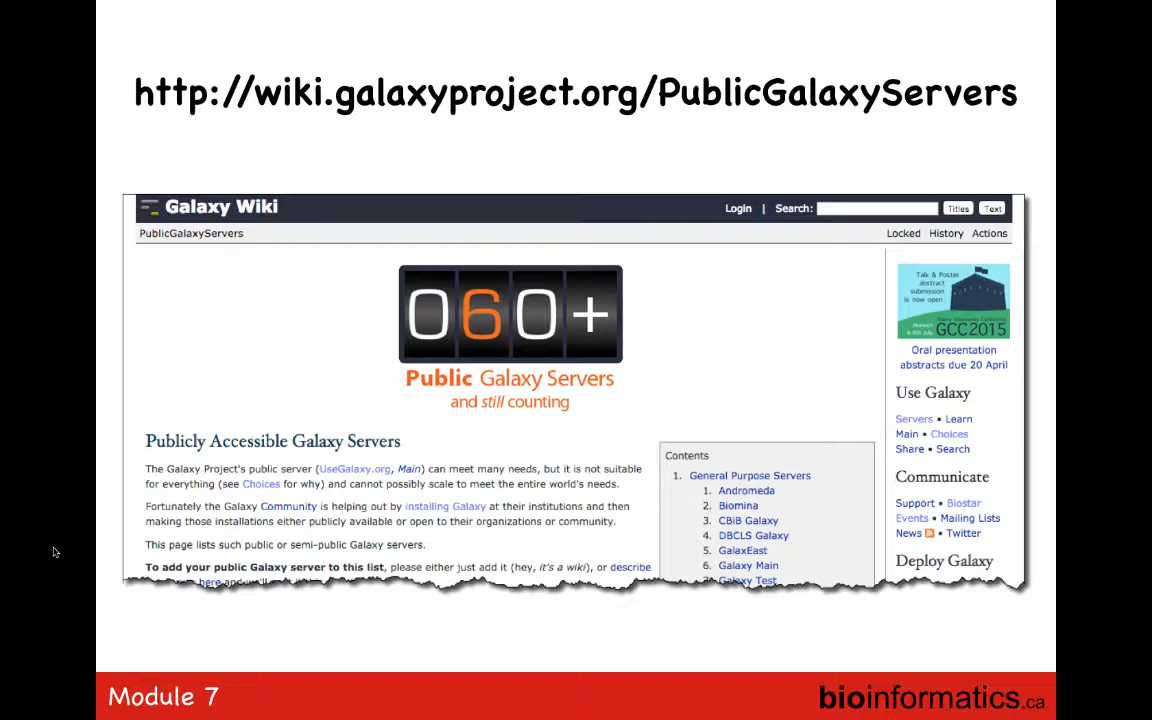 http://wiki.galaxyproject.org/PublicGalaxyServers
Galaxy Wiki
Login | Search: Titles Text
PublicGalaxyServers
Locked History Actions
060+
Public Galaxy Servers
and still counting
Talk & Poster
abstract
submission
is now open
GCC2015
Oral presentation
abstracts due 20 April
Use Galaxy
Servers • Learn
Main • Choices
Share • Search
Communicate
Support • Biostar
Events • Mailing Lists
News • Twitter
Deploy Galaxy
Publicly Accessible Galaxy Servers
The Galaxy Project's public server (UseGalaxy.org, Main) can meet many needs, but it is not suitable
for everything (see Choices for why) and cannot possibly scale to meet the entire world's needs.
Fortunately the Galaxy Community is helping out by installing Galaxy at their institutions and then
making those installations either publicly available or open to their organizations or community.
This page lists such public or semi-public Galaxy servers.
To add your public Galaxy server to this list, please either just add it (hey, it's a wiki), or describe
here and we'll
Contents
1. General Purpose Servers
1. Andromeda
2. Biomina
3. CBiB Galaxy
4. DBCLS Galaxy
5. GalaxEast
6. Galaxy Main
7. Galaxy Test
Module 7
bioinformatics.ca